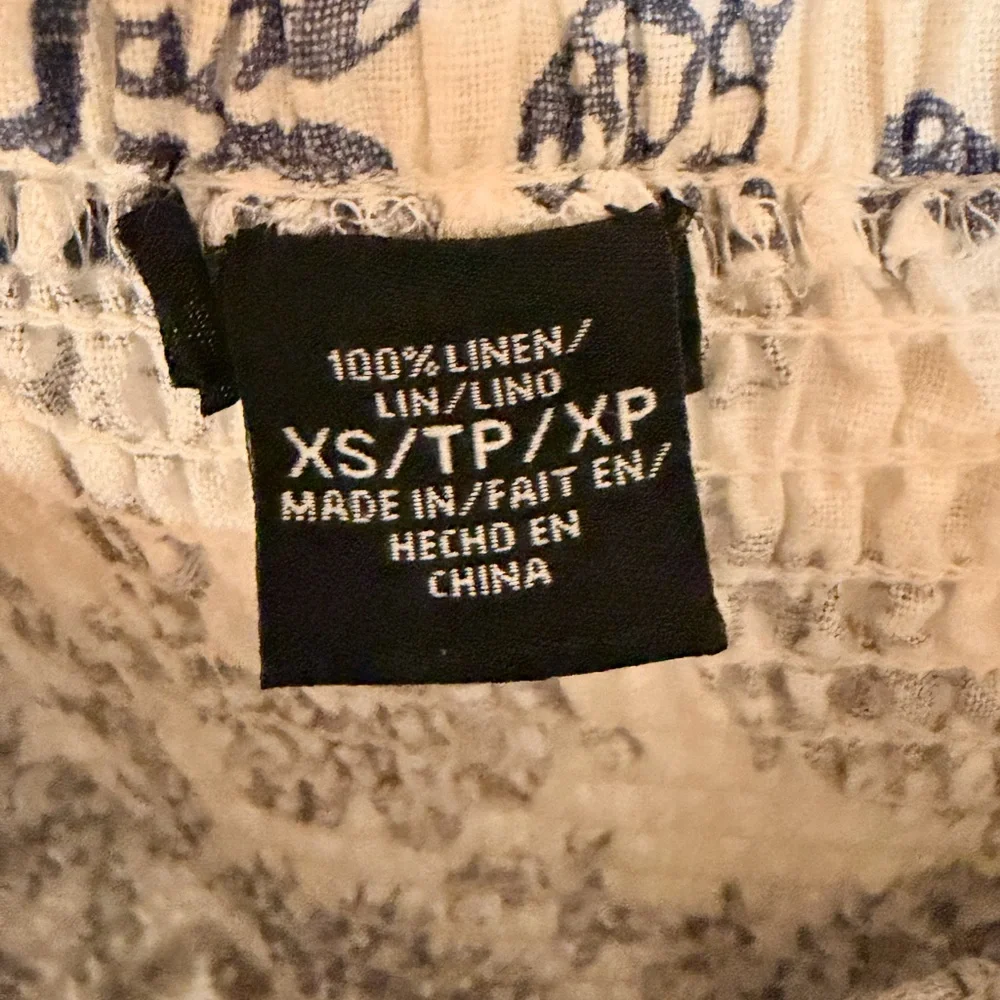 100% LINEN/
LIN/LINO
XS/TP/XP
MADE IN/FAIT EN/
HECHO EN
CHINA